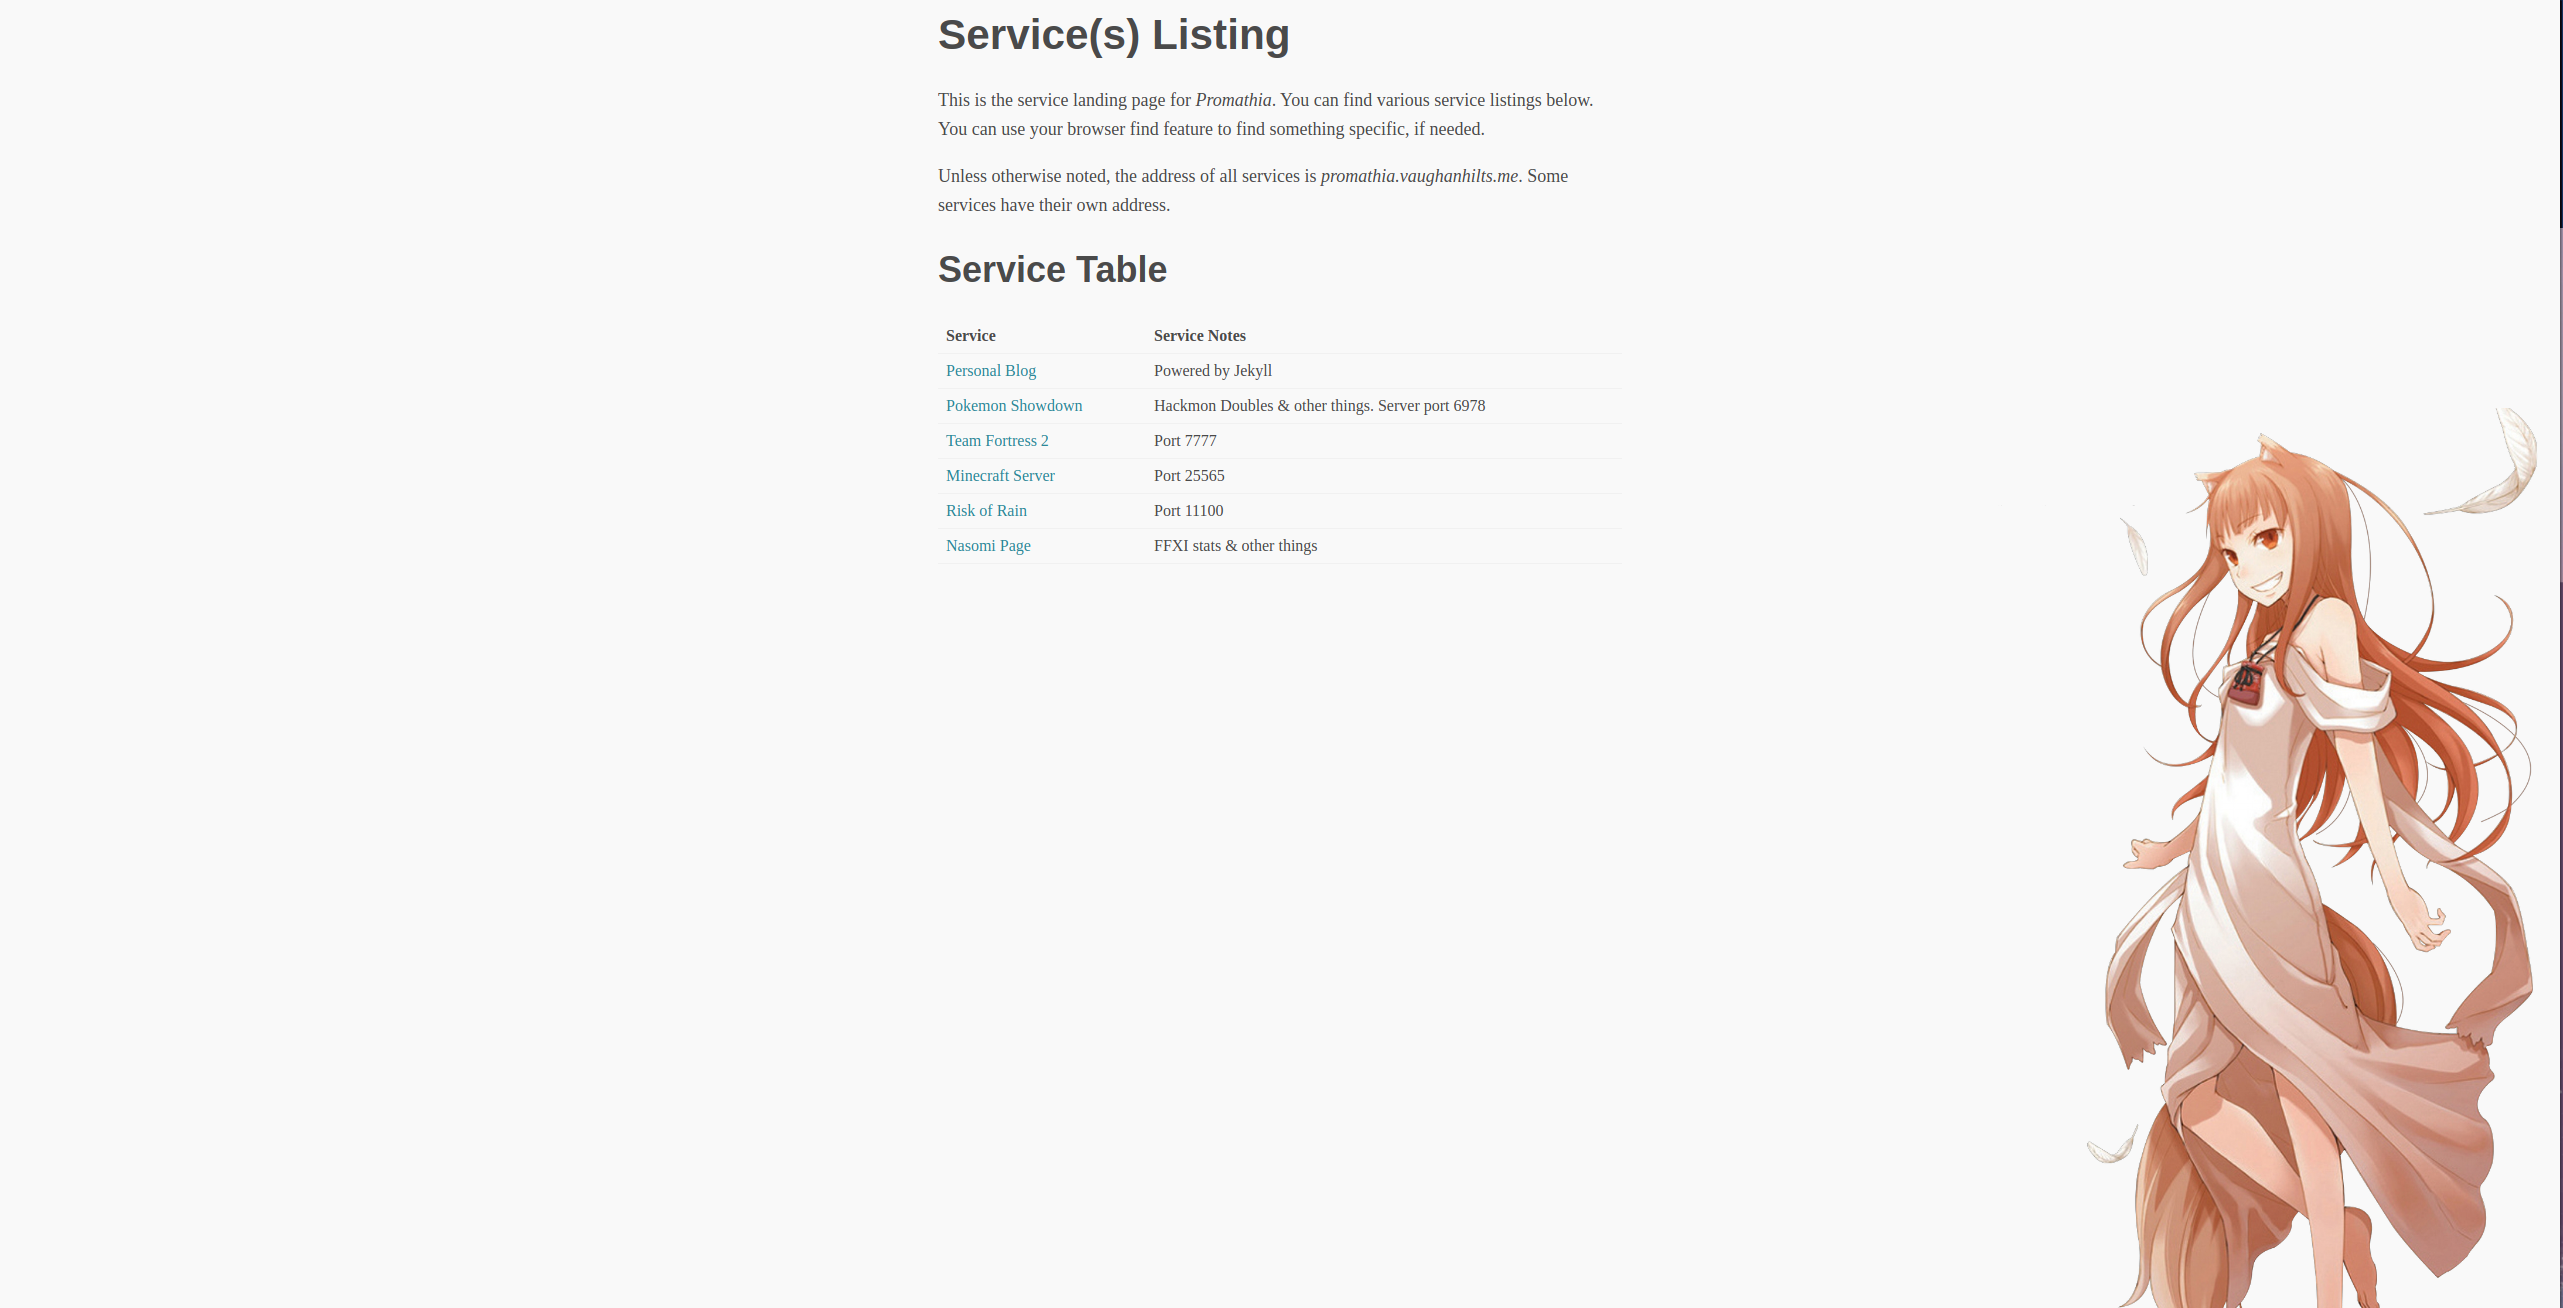 Service(s) Listing
This is the service landing page for Promathia. You can find various service listings below.
You can use your browser find feature to find something specific, if needed.
Unless otherwise noted, the address of all services is promathia.vaughanhilts.me. Some
services have their own address.
Service Table
Service Service Notes
Personal Blog Powered by Jekyll
Pokemon Showdown Hackmon Doubles & other things. Server port 6978
Team Fortress 2 Port 7777
Minecraft Server Port 25565
Risk of Rain Port 11100
Nasomi Page FFXI stats & other things